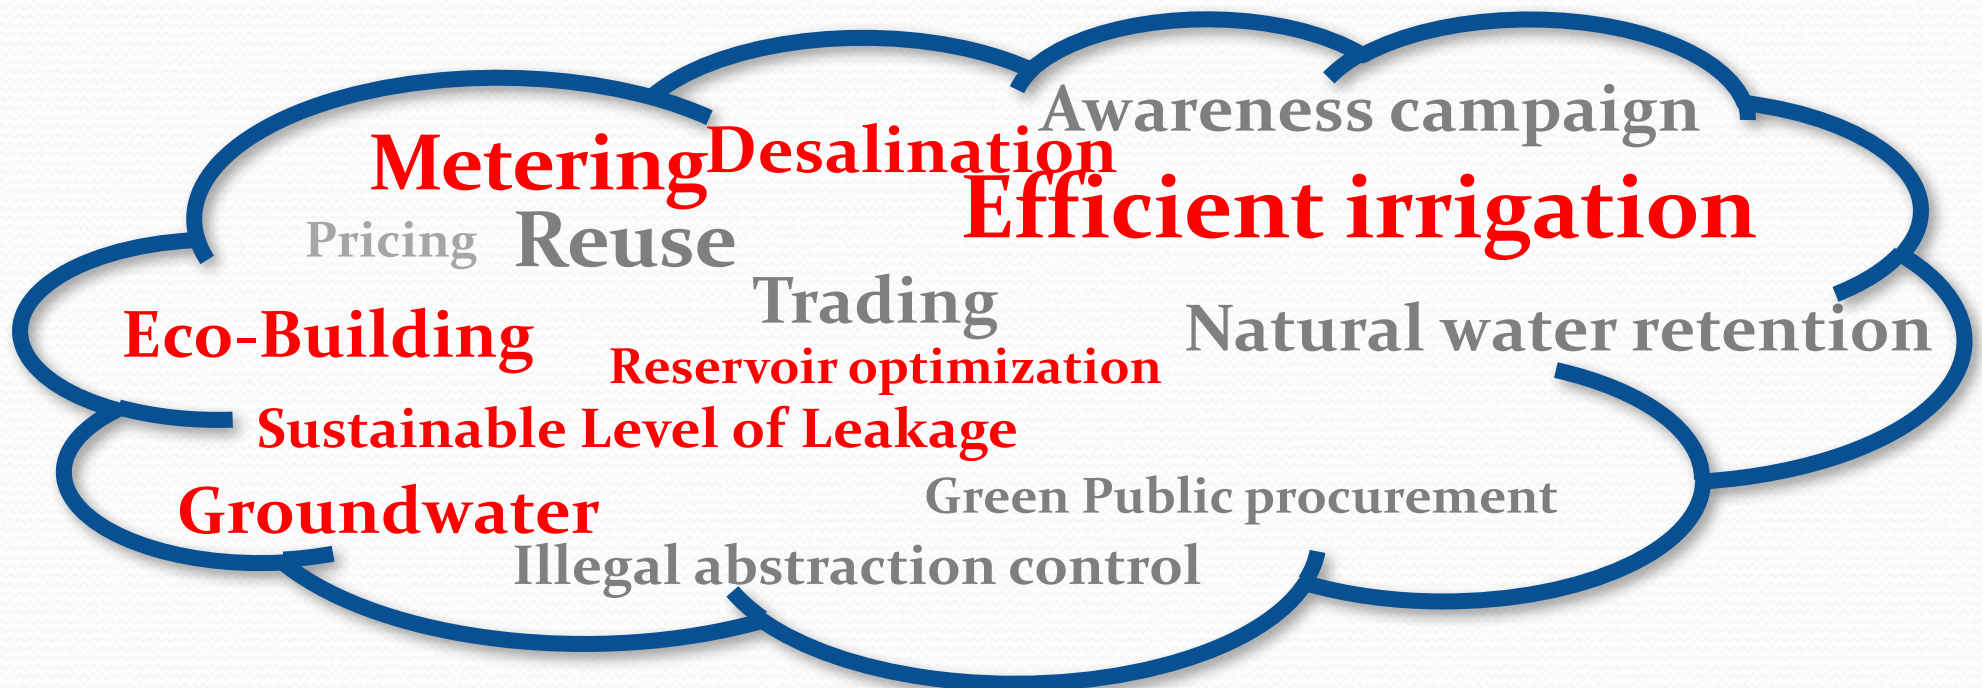 Awareness campaign
Metering
Desalination
Efficient irrigation
Pricing
Reuse
Trading
Eco-Building
Natural water retention
Reservoir optimization
Sustainable Level of Leakage
Groundwater
Green Public procurement
Illegal abstraction control